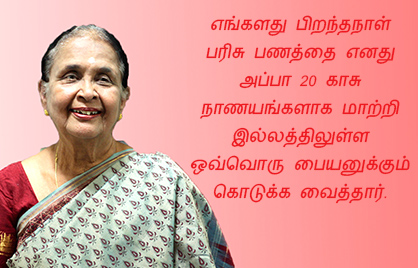 எங்களது பிறந்தநாள்
பரிசு பணத்தை எனது
அப்பா 20 காசு
நாணயங்களாக மாற்றி
இல்லத்திலுள்ள
ஒவ்வொரு பையனுக்கும்
கொடுக்க வைத்தார்.